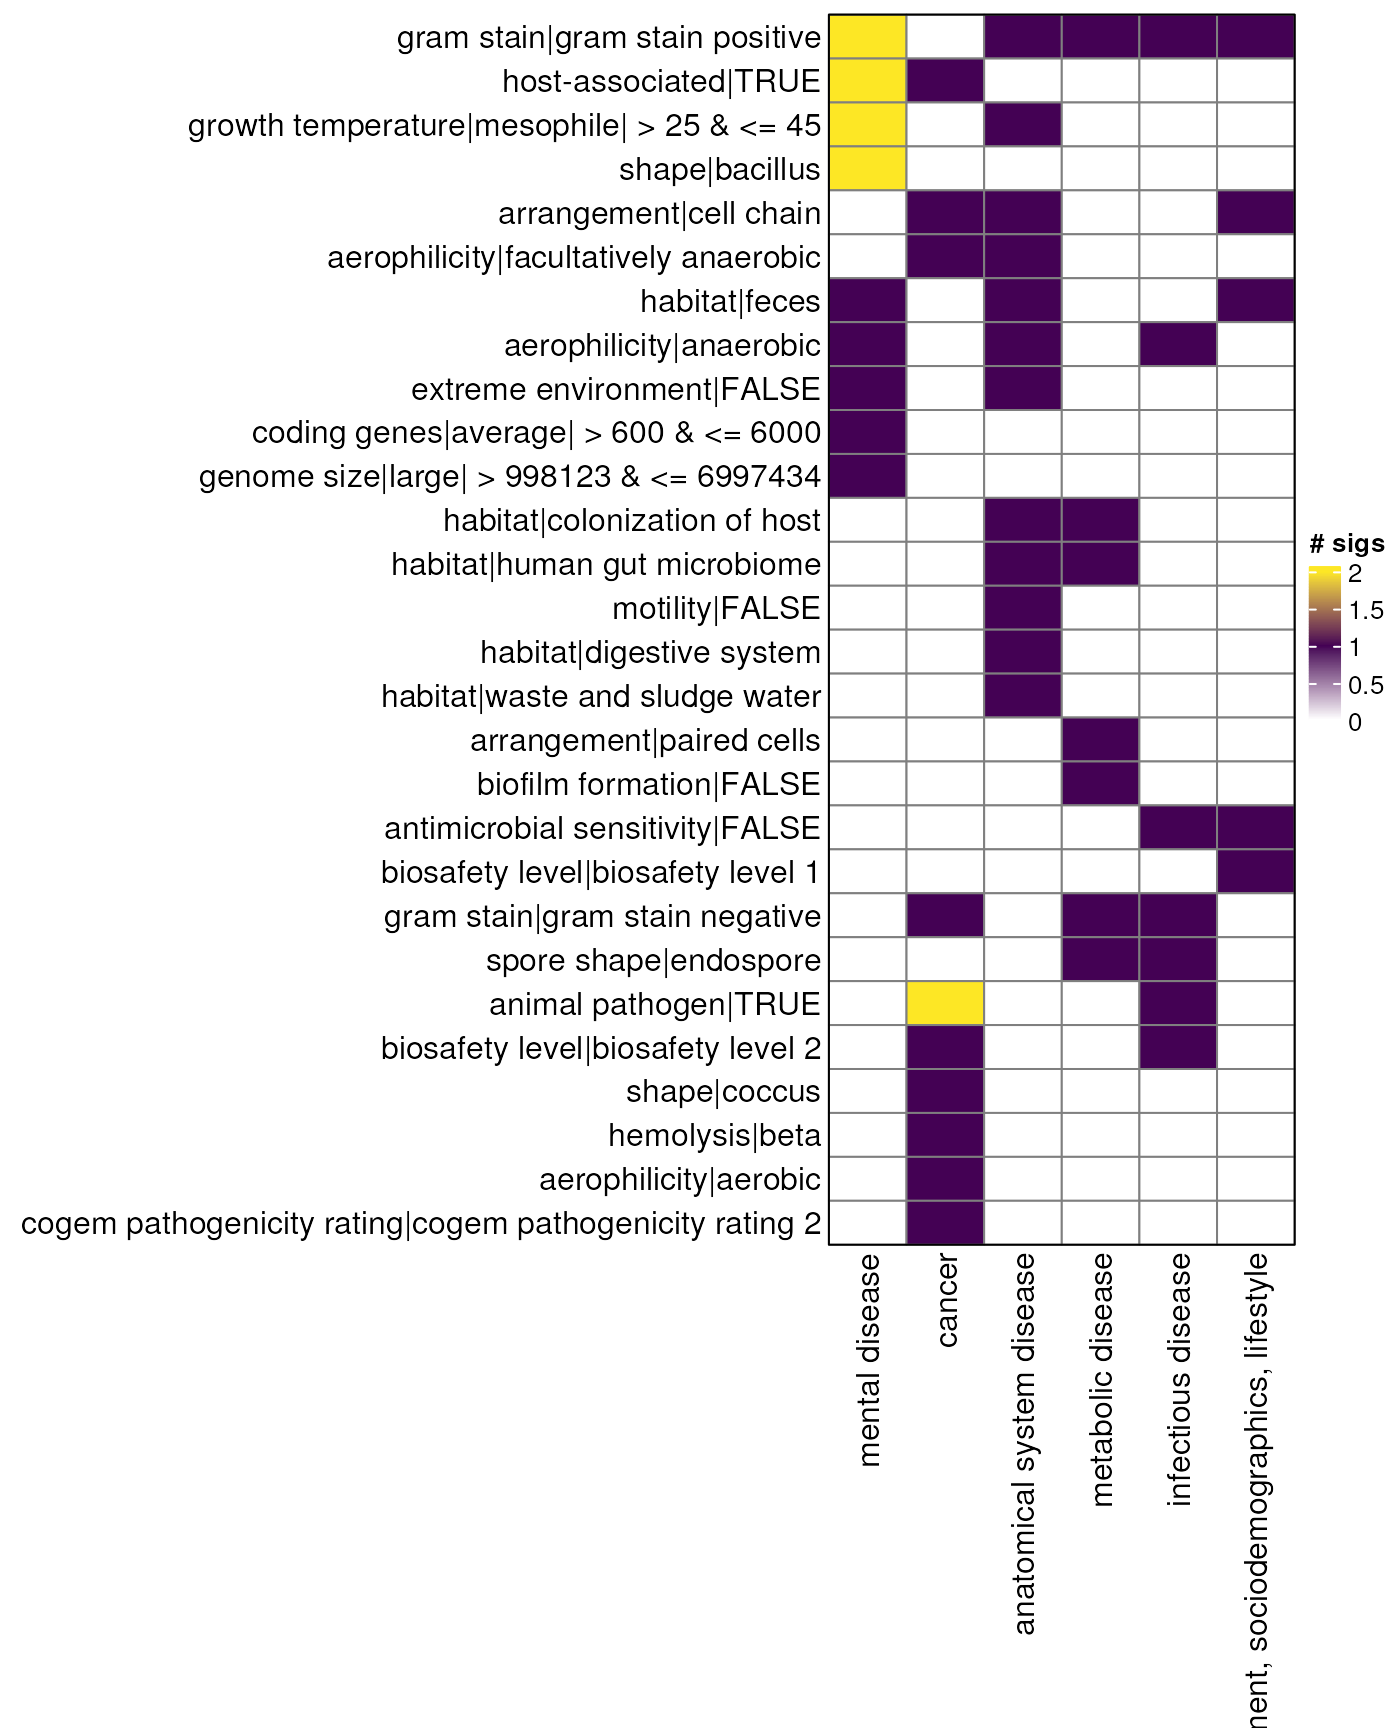 gram stain|gram stain positive
host-associated|TRUE
growth temperature|mesophile| > 25 & <= 45
shape|bacillus
arrangement|cell chain
aerophilicity|facultatively anaerobic
habitat|feces
aerophilicity|anaerobic
extreme environment|FALSE
coding genes|average| > 600 & <= 6000
genome size|large| > 998123 & <= 6997434
habitat|colonization of host
habitat|human gut microbiome
motility|FALSE
habitat|digestive system
habitat|waste and sludge water
arrangement|paired cells
biofilm formation|FALSE
antimicrobial sensitivity|FALSE
biosafety level|biosafety level 1
gram stain|gram stain negative
spore shape|endospore
animal pathogen|TRUE
biosafety level|biosafety level 2
shape|coccus
hemolysis|beta
aerophilicity|aerobic
cogem pathogenicity rating|cogem pathogenicity rating 2
mental disease
cancer
anatomical system disease
metabolic disease
infectious disease
sociodemographics, lifestyle
# sigs
2
1.5
1
0.5
0